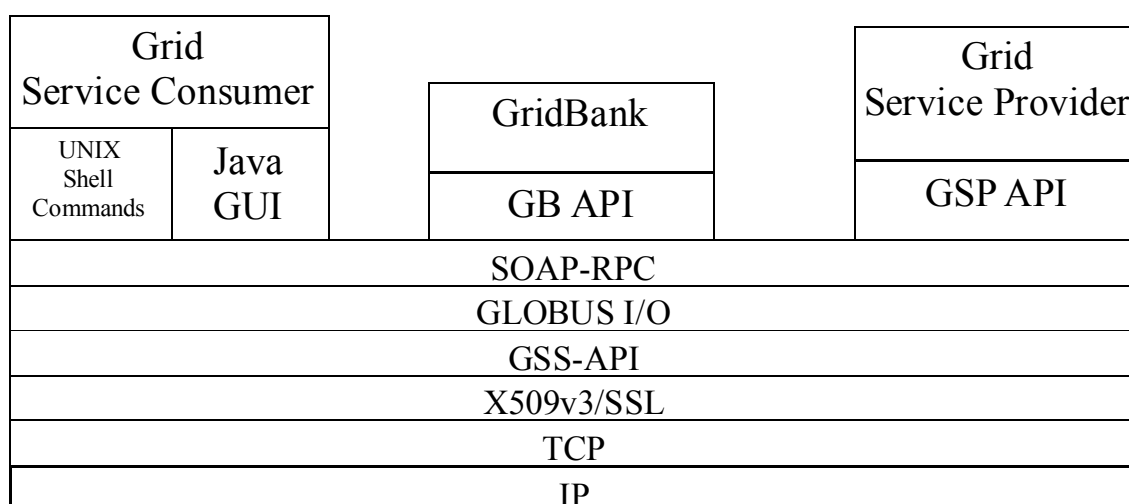 Grid
Service Consumer
UNIX
Shell
Commands
Java
GUI
GridBank
GB API
Grid
Service Provider
GSP API
SOAP-RPC
GLOBUS I/O
GSS-API
X509v3/SSL
TCP
IP